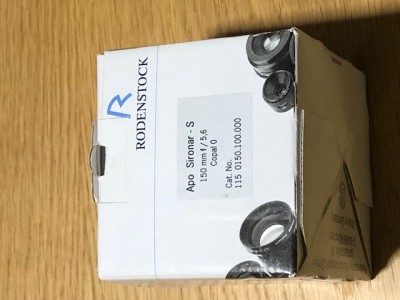 R
RODENSTOCK
Apo Sironar - S
150 mm f / 5,6
Copal 0
Cat. No.
115 0150.100.000